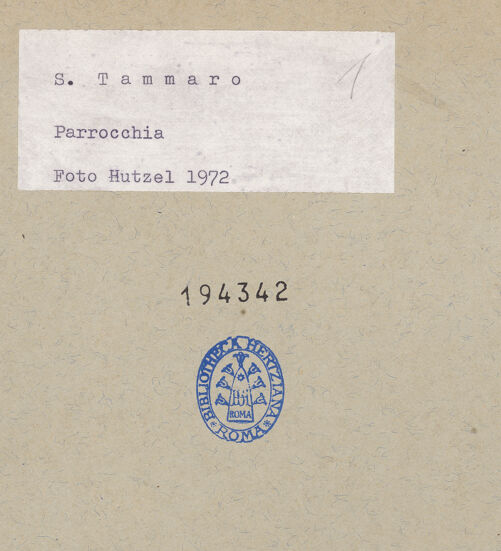 S. Tammaro
1
Parrocchia
Foto Hutzel 1972
194342
BIBLIOTHECA HERTZIANA
ROMA
* ROMA *